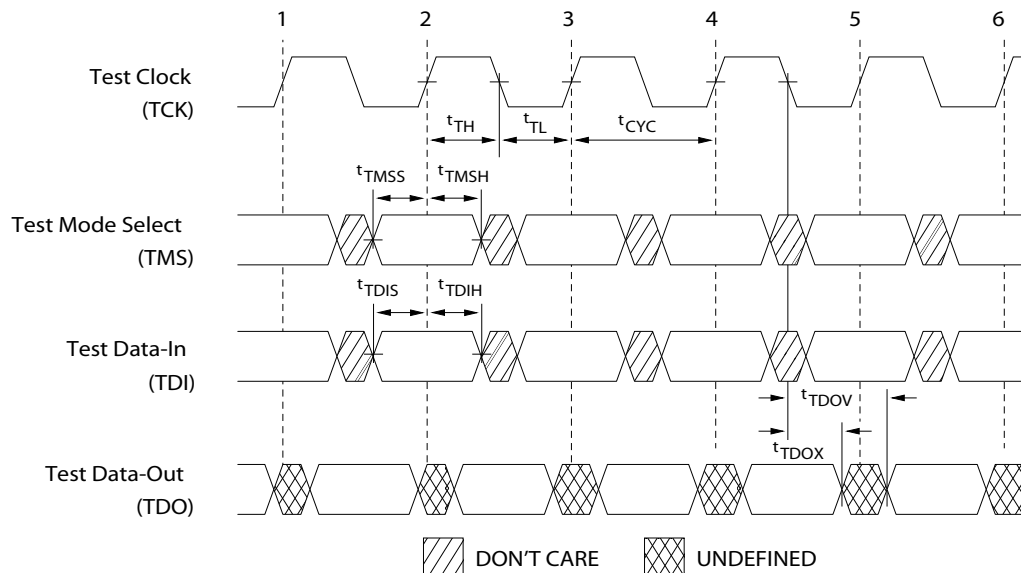 1 2 3 4 5 6
Test Clock
(TCK)
tTH tTL tCYC
tTMSS tTMSH
Test Mode Select
(TMS)
tTDIS tTDIH
Test Data-In
(TDI)
tTDOV
tTDOX
Test Data-Out
(TDO)
DON'T CARE UNDEFINED